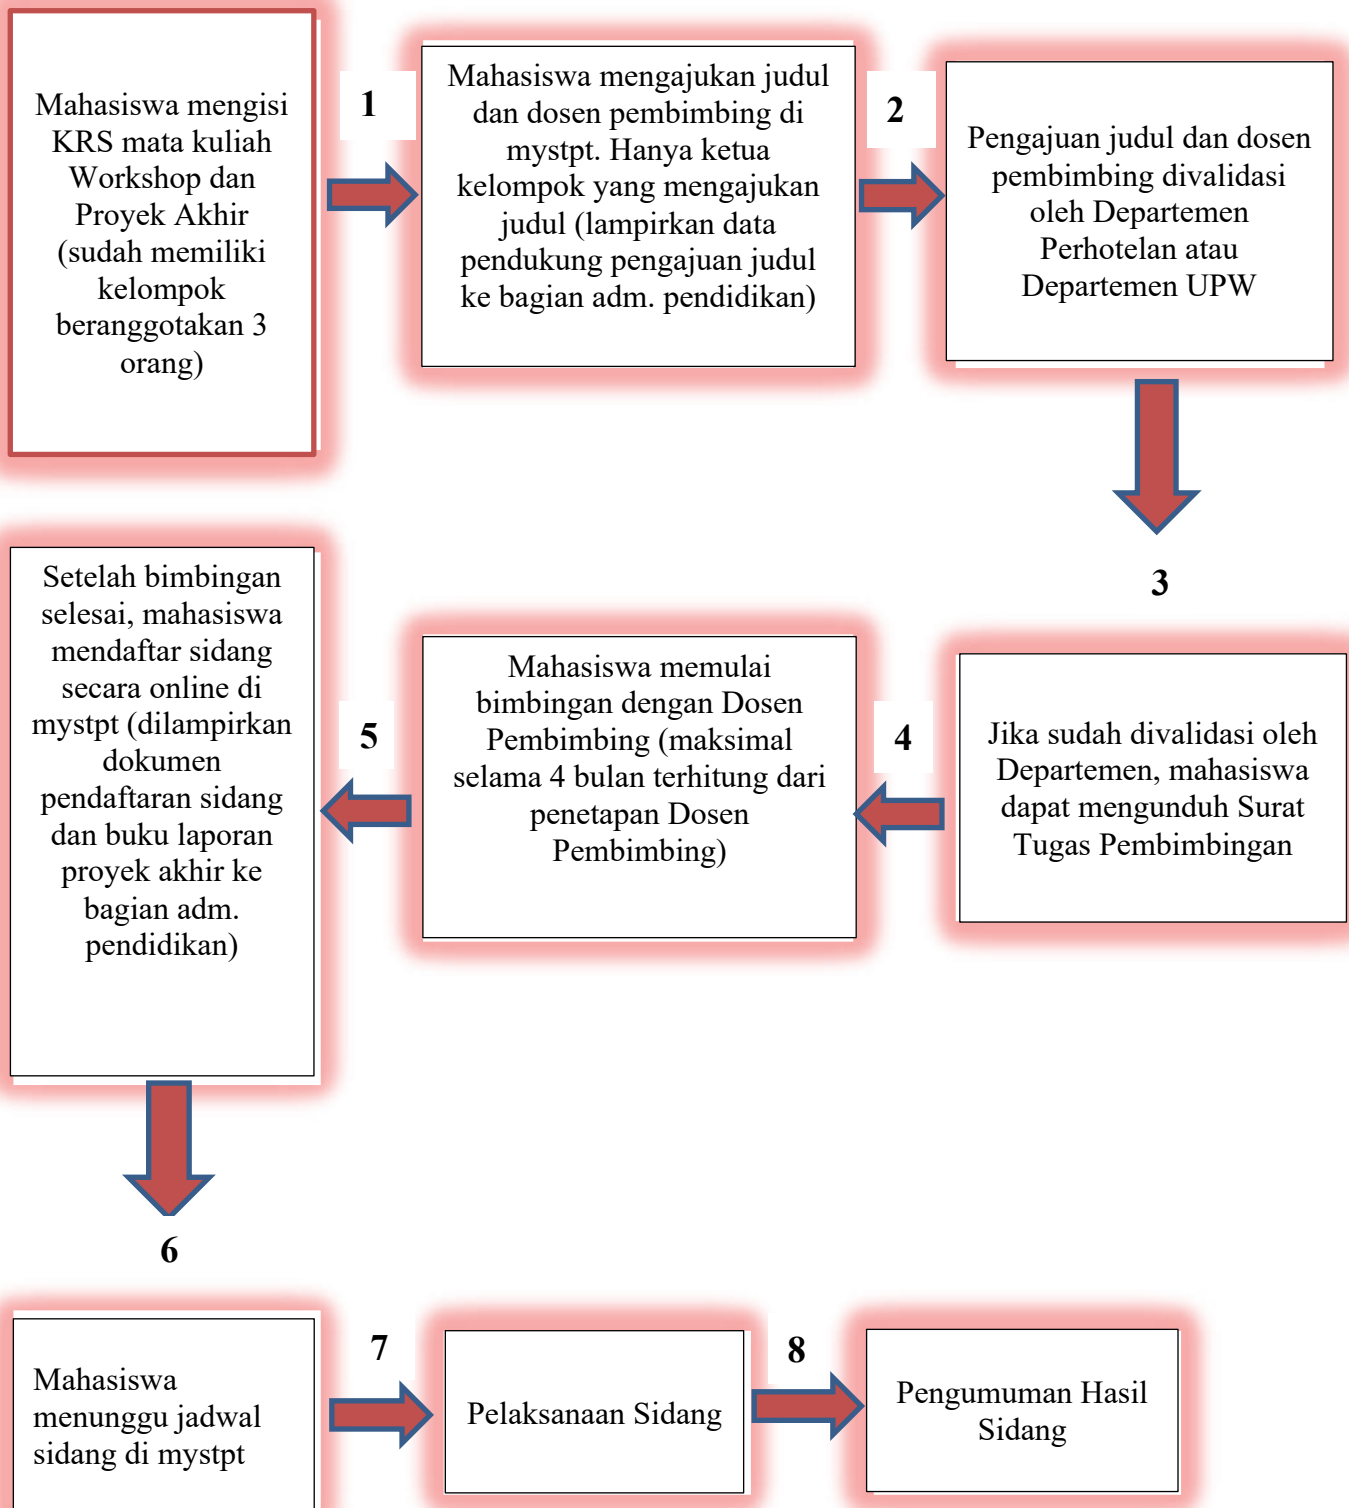 Mahasiswa mengisi
KRS mata kuliah
Workshop dan
Proyek Akhir
(sudah memiliki
kelompok
beranggotakan 3
orang)
1
Mahasiswa mengajukan judul
dan dosen pembimbing di
mystpt. Hanya ketua
kelompok yang mengajukan
judul (lampirkan data
pendukung pengajuan judul
ke bagian adm. pendidikan)
2
Pengajuan judul dan dosen
pembimbing divalidasi
oleh Departemen
Perhotelan atau
Departemen UPW
3
Jika sudah divalidasi oleh
Departemen, mahasiswa
dapat mengunduh Surat
Tugas Pembimbingan
4
Mahasiswa memulai
bimbingan dengan Dosen
Pembimbing (maksimal
selama 4 bulan terhitung dari
penetapan Dosen
Pembimbing)
5
Setelah bimbingan
selesai, mahasiswa
mendaftar sidang
secara online di
mystpt (dilampirkan
dokumen
pendaftaran sidang
dan buku laporan
proyek akhir ke
bagian adm.
pendidikan)
6
Mahasiswa
menunggu jadwal
sidang di mystpt
7
Pelaksanaan Sidang
8
Pengumuman Hasil
Sidang